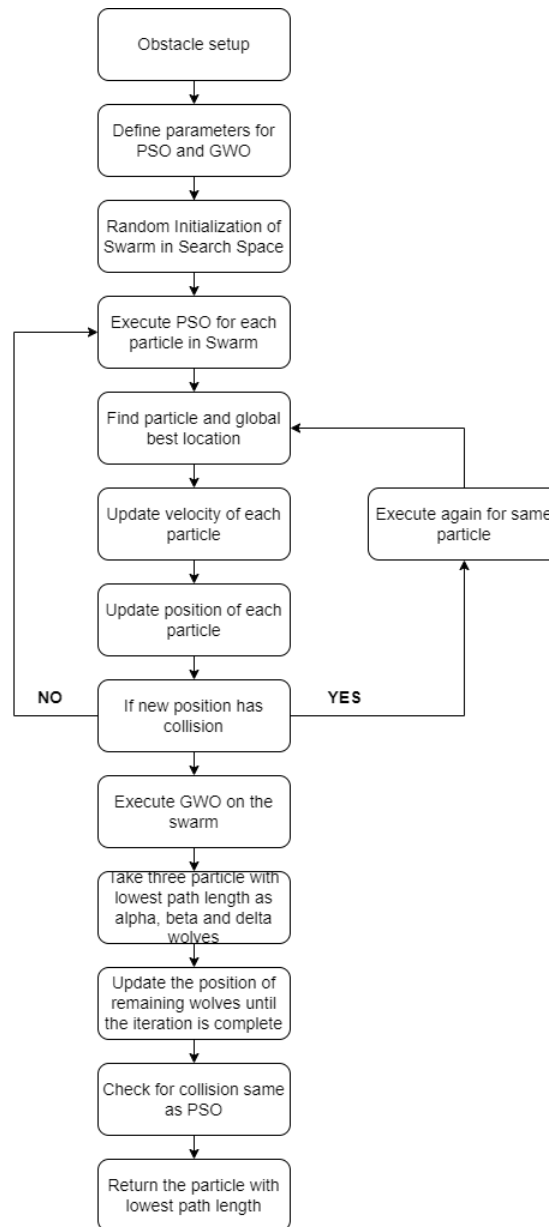 Obstacle setup
Define parameters for
PSO and GWO
Random Initialization of
Swarm in Search Space
Execute PSO for each
particle in Swarm
Find particle and global
best location
Update velocity of each
particle
Execute again for same
particle
Update position of each
particle
NO
YES
If new position has
collision
Execute GWO on the
swarm
Take three particle with
lowest path length as
alpha, beta and delta
wolves
Update the position of
remaining wolves until
the iteration is complete
Check for collision same
as PSO
Return the particle with
lowest path length